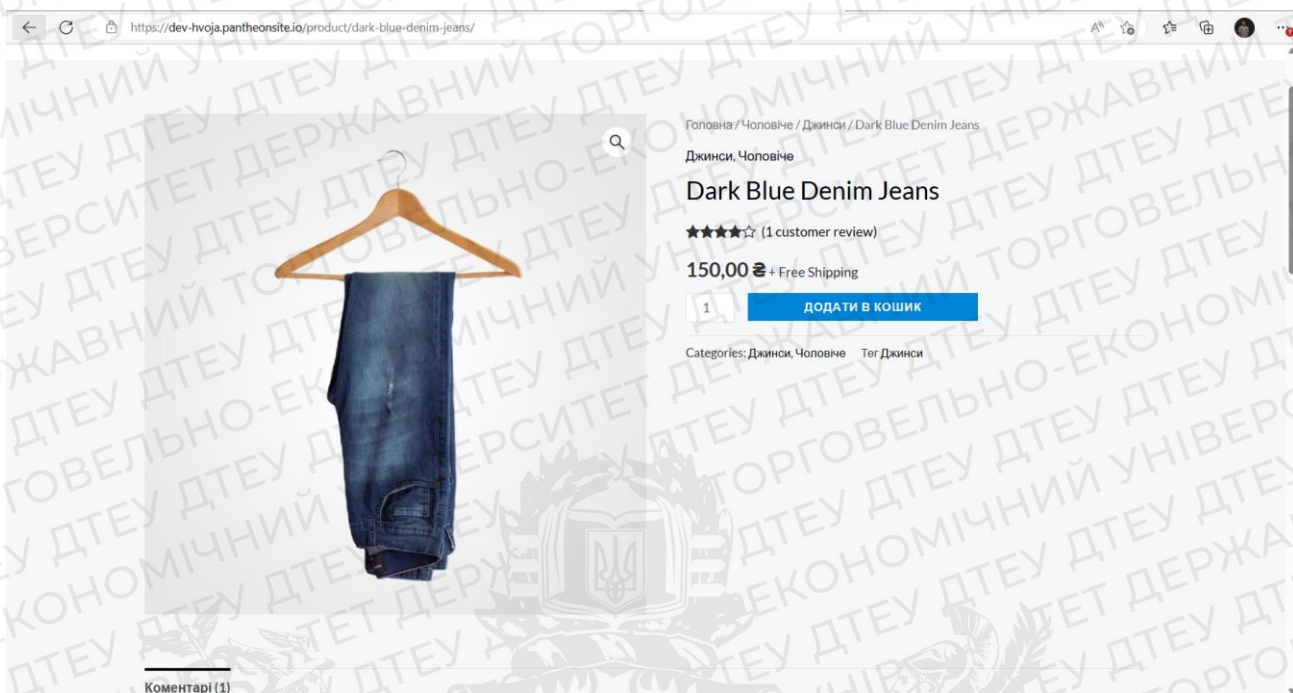 https://dev-hvoja.pantheonsite.io/product/dark-blue-denim-jeans/
Головна / Чоловіче / Джинси / Dark Blue Denim Jeans
Джинси, Чоловіче
Dark Blue Denim Jeans
(1 customer review)
150,00 ₴ + Free Shipping
1 ДОДАТИ В КОШИК
Categories: Джинси, Чоловіче Тег Джинси
Коментарі (1)